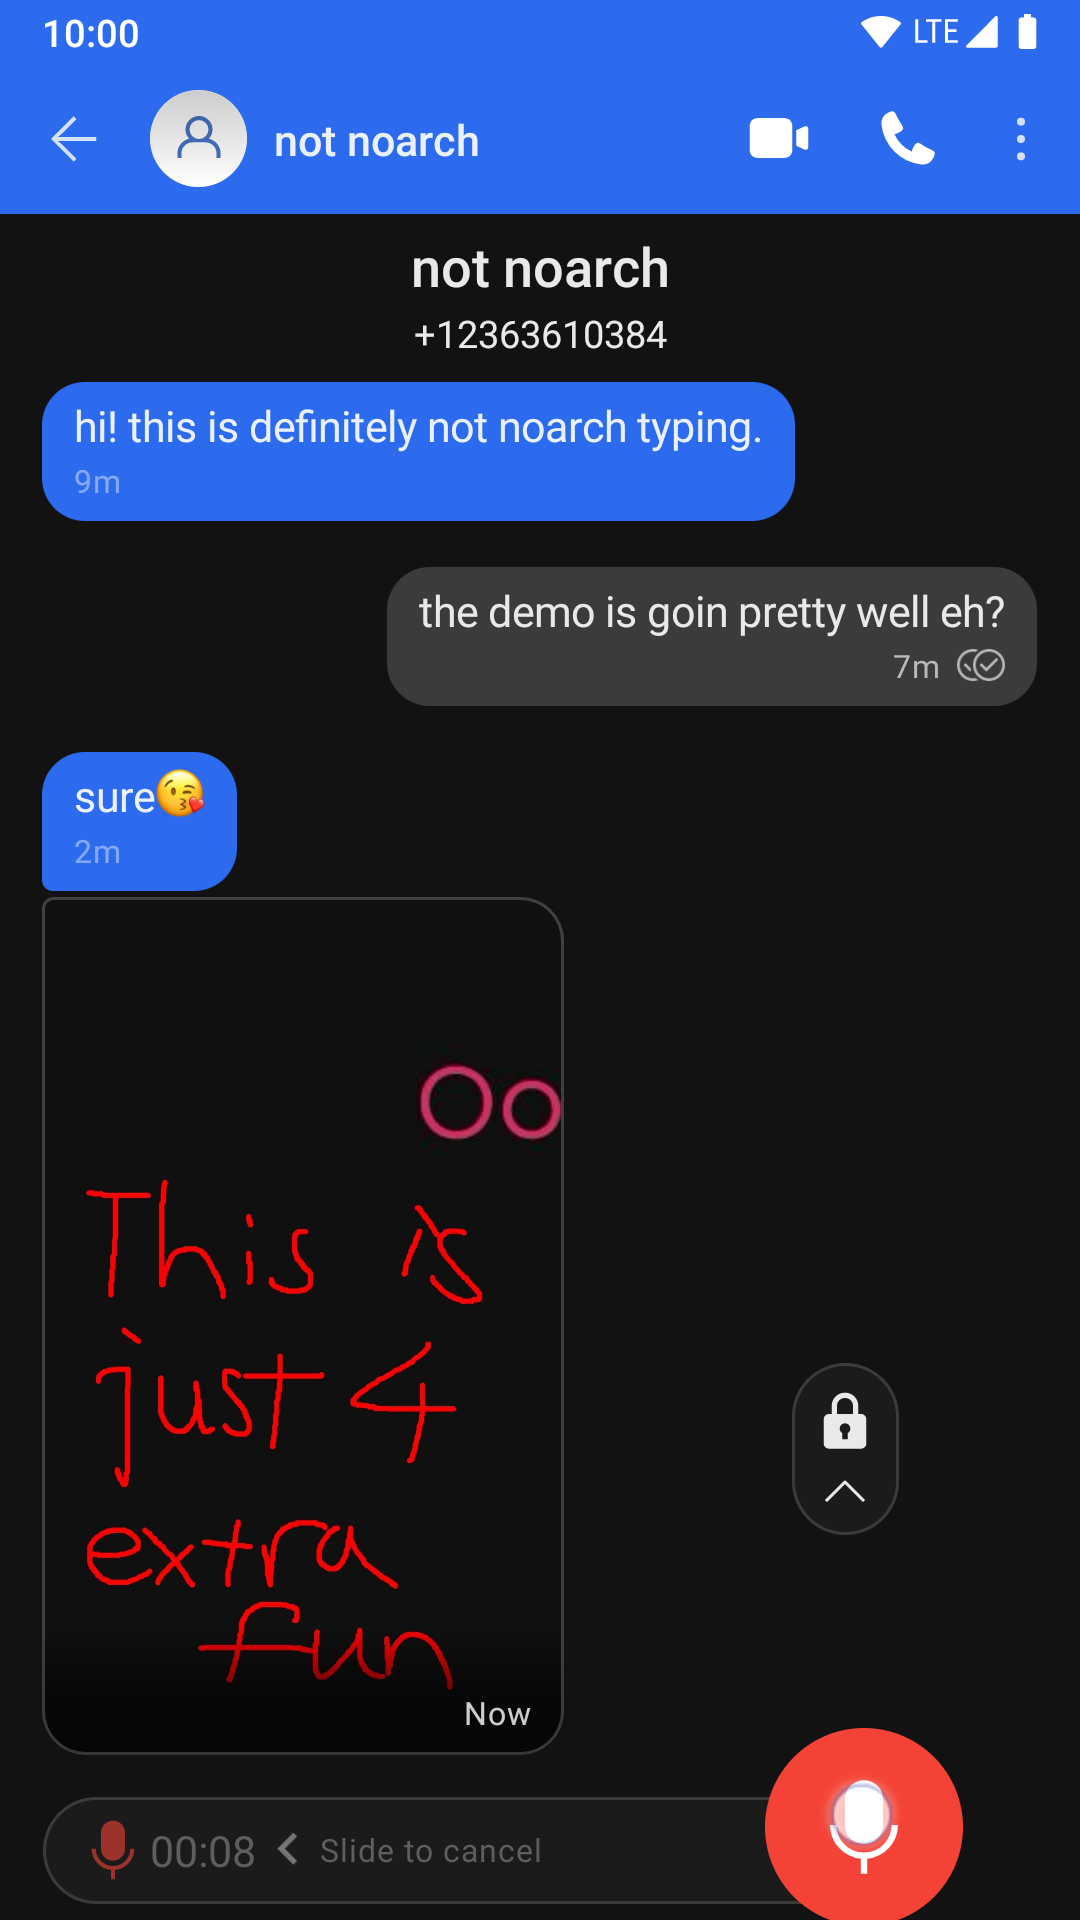 10:00 LTE
not noarch
not noarch
+12363610384
hi! this is definitely not noarch typing.
9m
the demo is goin pretty well eh?
7m
sure😘
2m
Oo
This is
just 4
extra
fun
Now
00:08 Slide to cancel